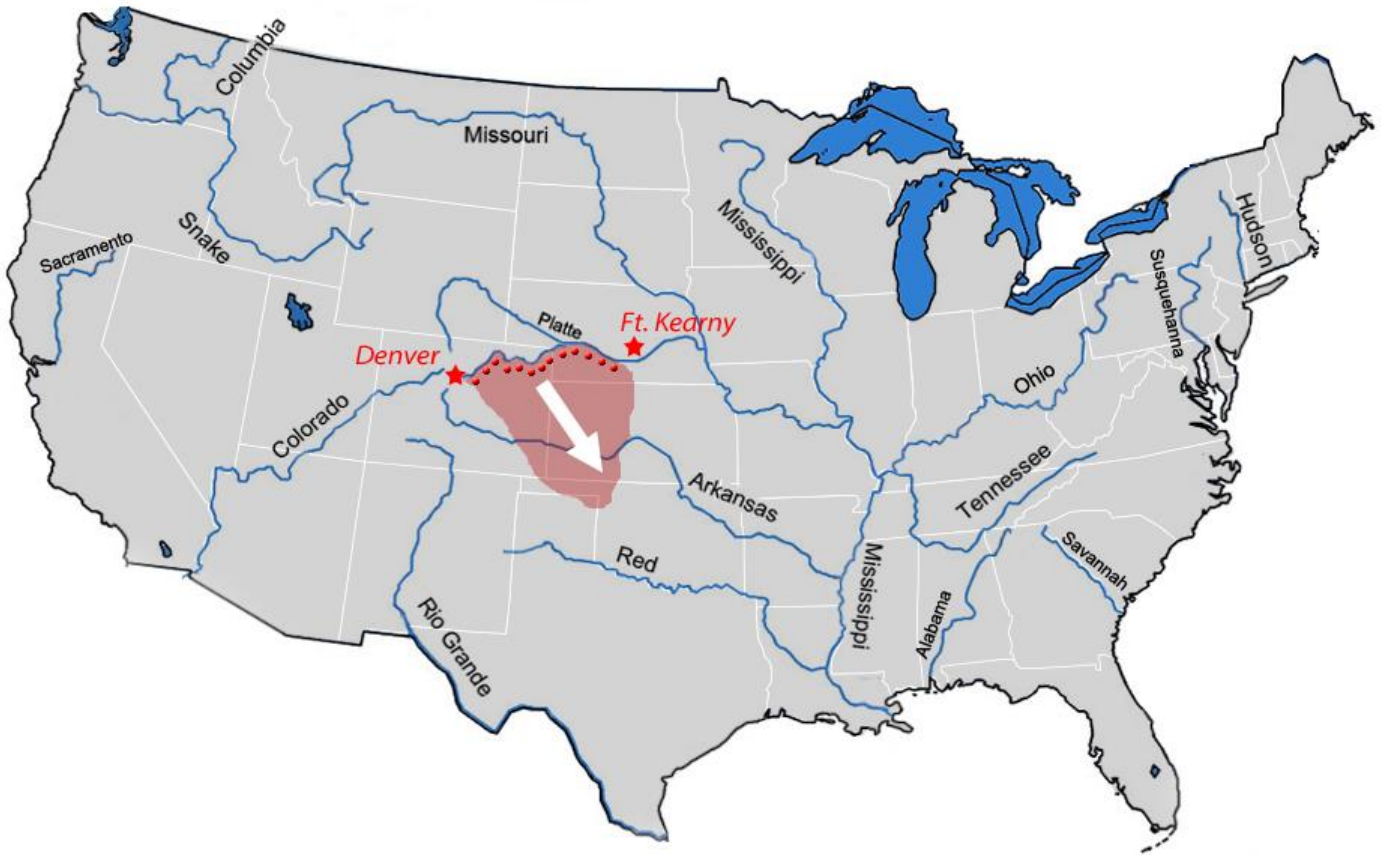 Columbia
Missouri
Mississippi
Hudson
Snake
Sacramento
Susquehanna
Platte
Ft. Kearny
Denver
Ohio
Colorado
Tennessee
Arkansas
Savannah
Red
Mississippi
Alabama
Rio Grande